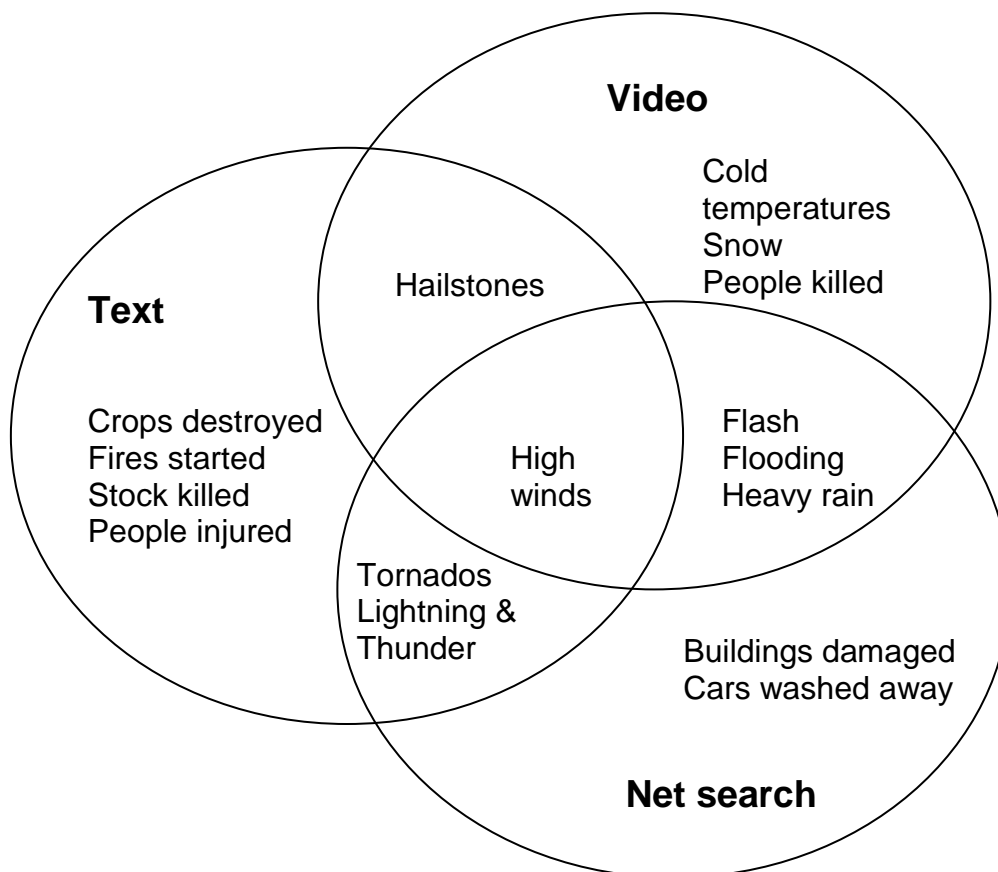 Video
Cold
temperatures
Snow
People killed
Hailstones
Text
Crops destroyed
Fires started
Stock killed
People injured
High
winds
Flash
Flooding
Heavy rain
Tornados
Lightning &
Thunder
Buildings damaged
Cars washed away
Net search